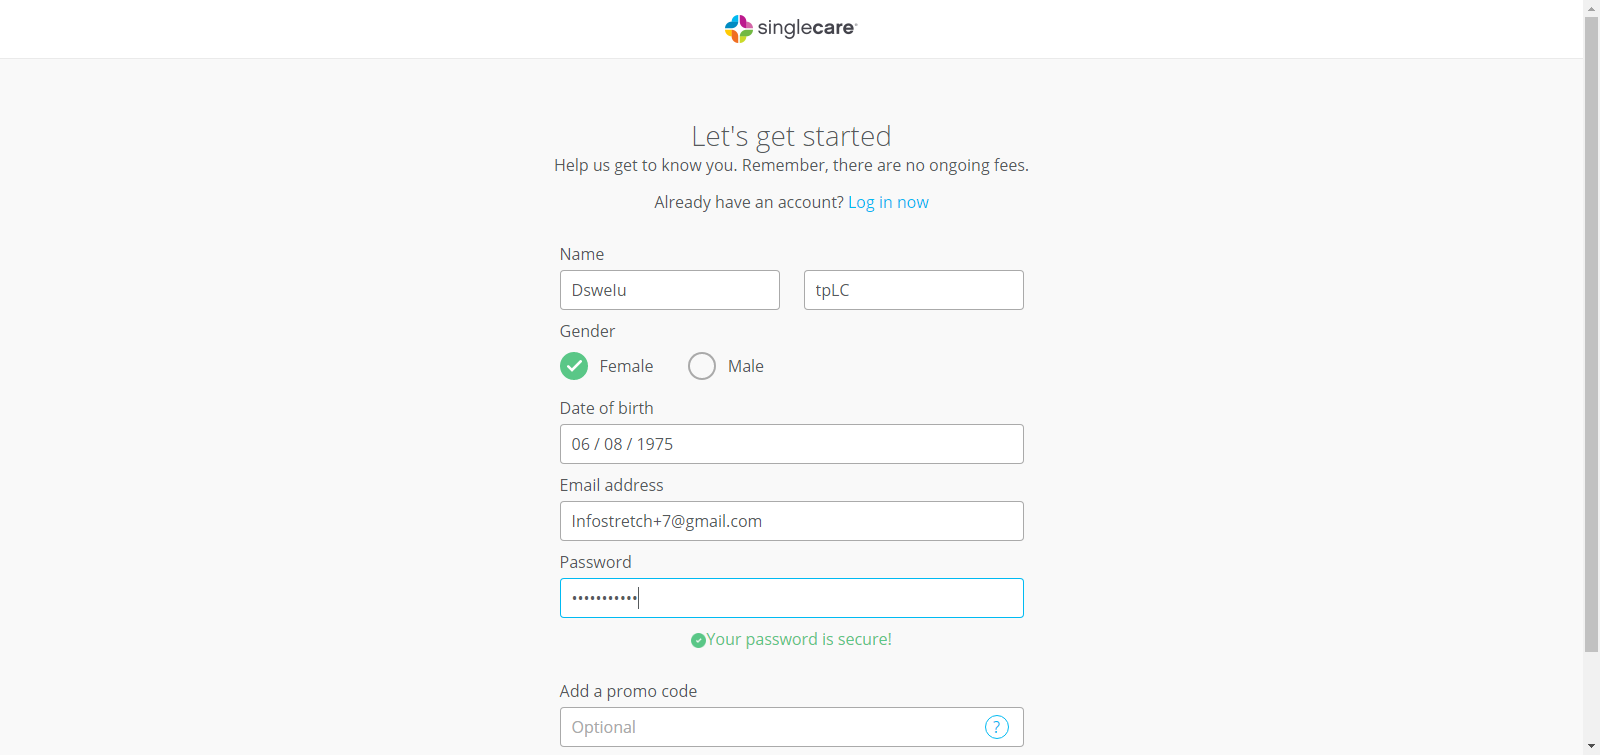 singlecare
Let's get started
Help us get to know you. Remember, there are no ongoing fees.
Already have an account? Log in now
Name
Dswelu tpLC
Gender
Female Male
Date of birth
06 / 08 / 1975
Email address
Infostretch+7@gmail.com
Password
•••••••••••
Your password is secure!
Add a promo code
Optional ?